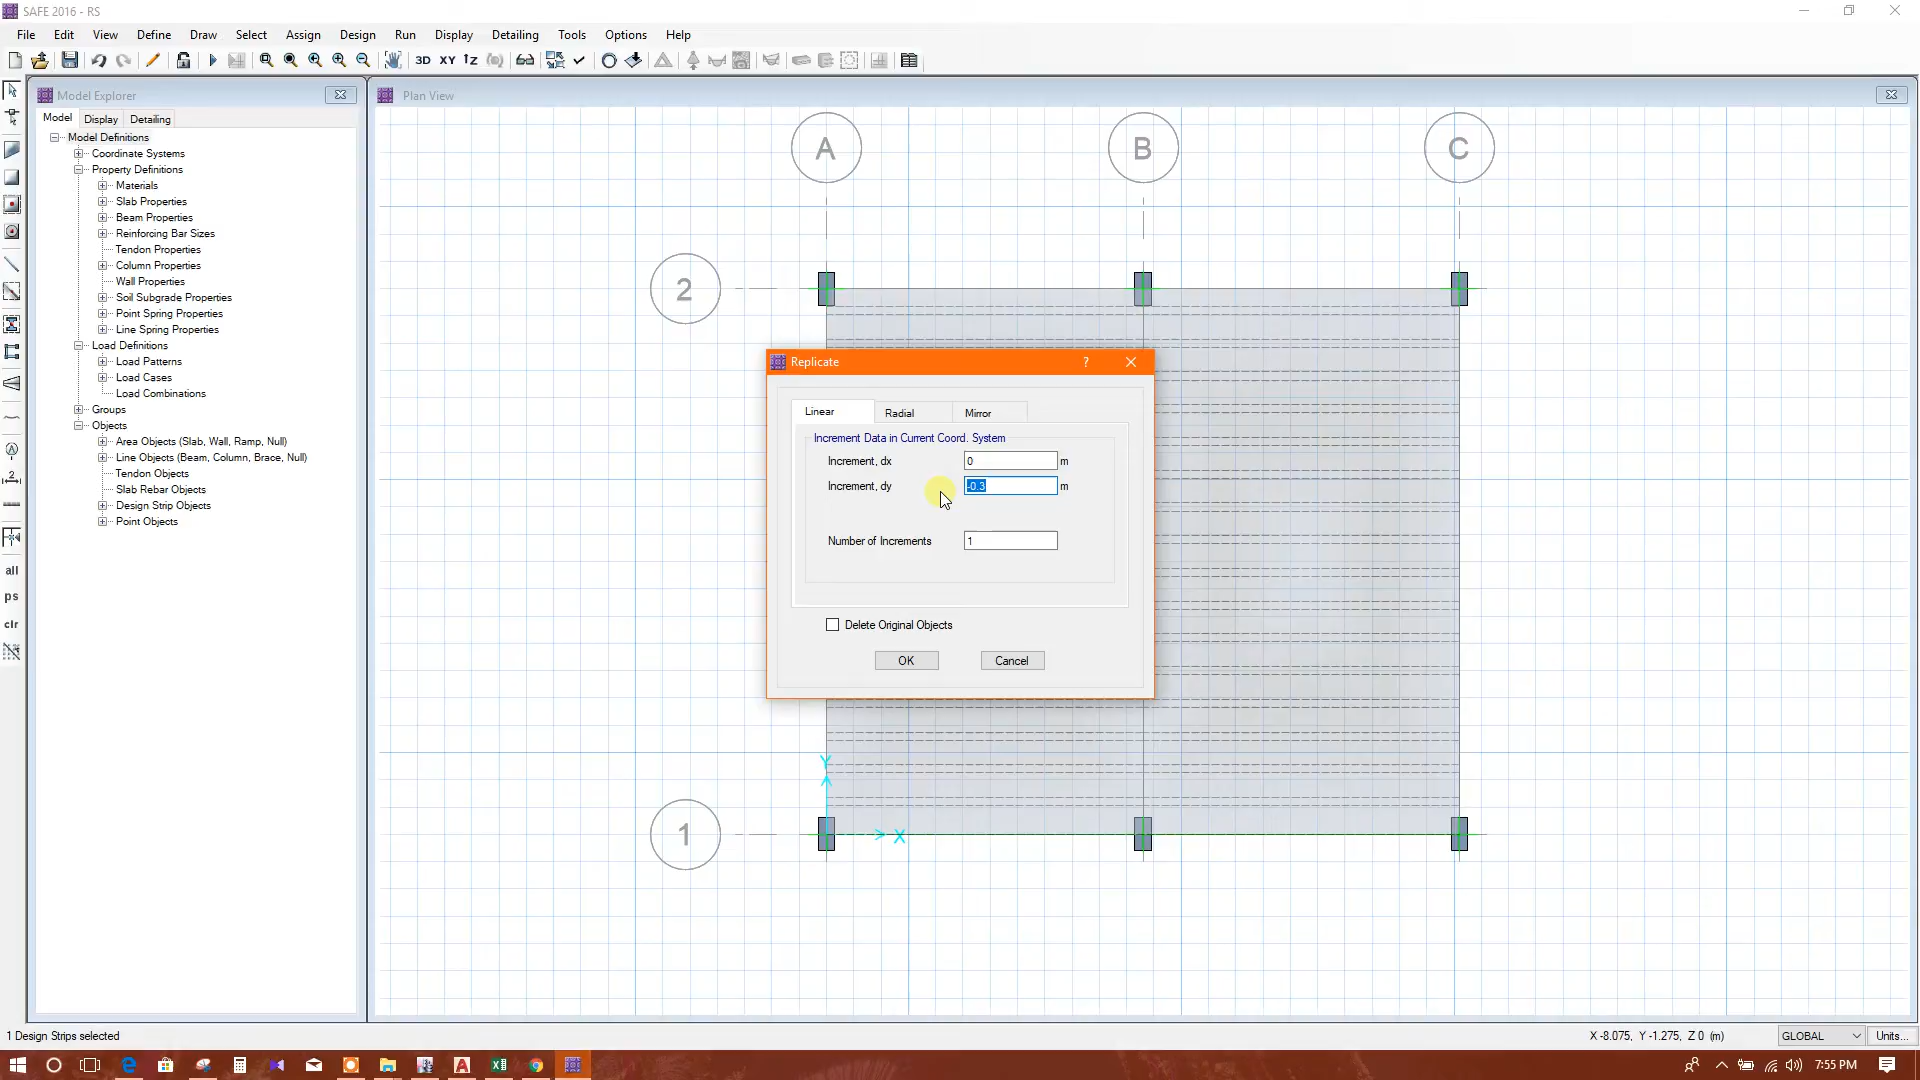 SAFE 2016 - RS
File Edit View Define Draw Select Assign Design Run Display Detailing Tools Options Help
3D XY
Model Explorer
Model Display Detailing
Model Definitions
Coordinate Systems
Property Definitions
Materials
Slab Properties
Beam Properties
Reinforcing Bar Sizes
Tendon Properties
Column Properties
Wall Properties
Soil Subgrade Properties
Point Spring Properties
Line Spring Properties
Load Definitions
Load Patterns
Load Cases
Load Combinations
Groups
Objects
Area Objects (Slab, Wall, Ramp, Null)
Line Objects (Beam, Column, Brace, Null)
Tendon Objects
Slab Rebar Objects
Design Strip Objects
Point Objects
all
ps
clr
Plan View
A B C
2
1
Y
X
Replicate
?
Linear Radial Mirror
Increment Data in Current Coord. System
Increment, dx 0 m
Increment, dy -0.3 m
Number of Increments 1
Delete Original Objects
OK Cancel
1 Design Strips selected
X -8.075, Y -1.275, Z 0 (m)
GLOBAL
Units...
7:55 PM